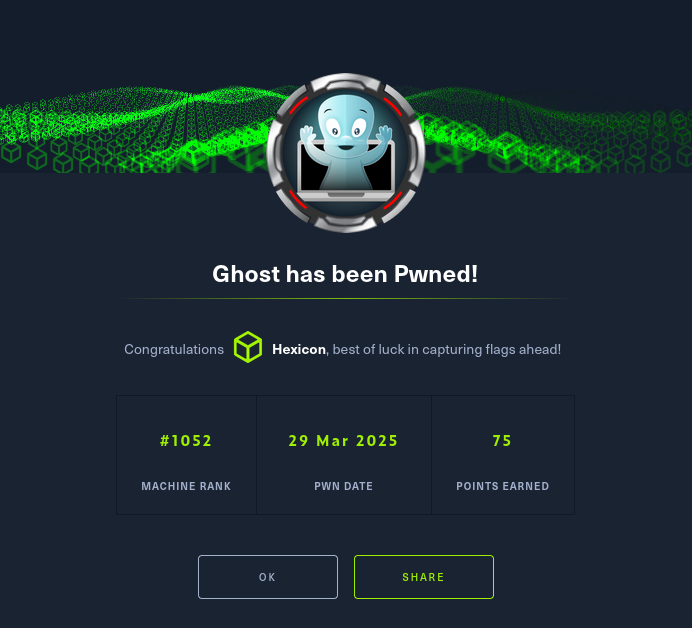 Ghost has been Pwned!
Congratulations Hexicon, best of luck in capturing flags ahead!
#1052 29 Mar 2025 75
MACHINE RANK PWN DATE POINTS EARNED
OK SHARE